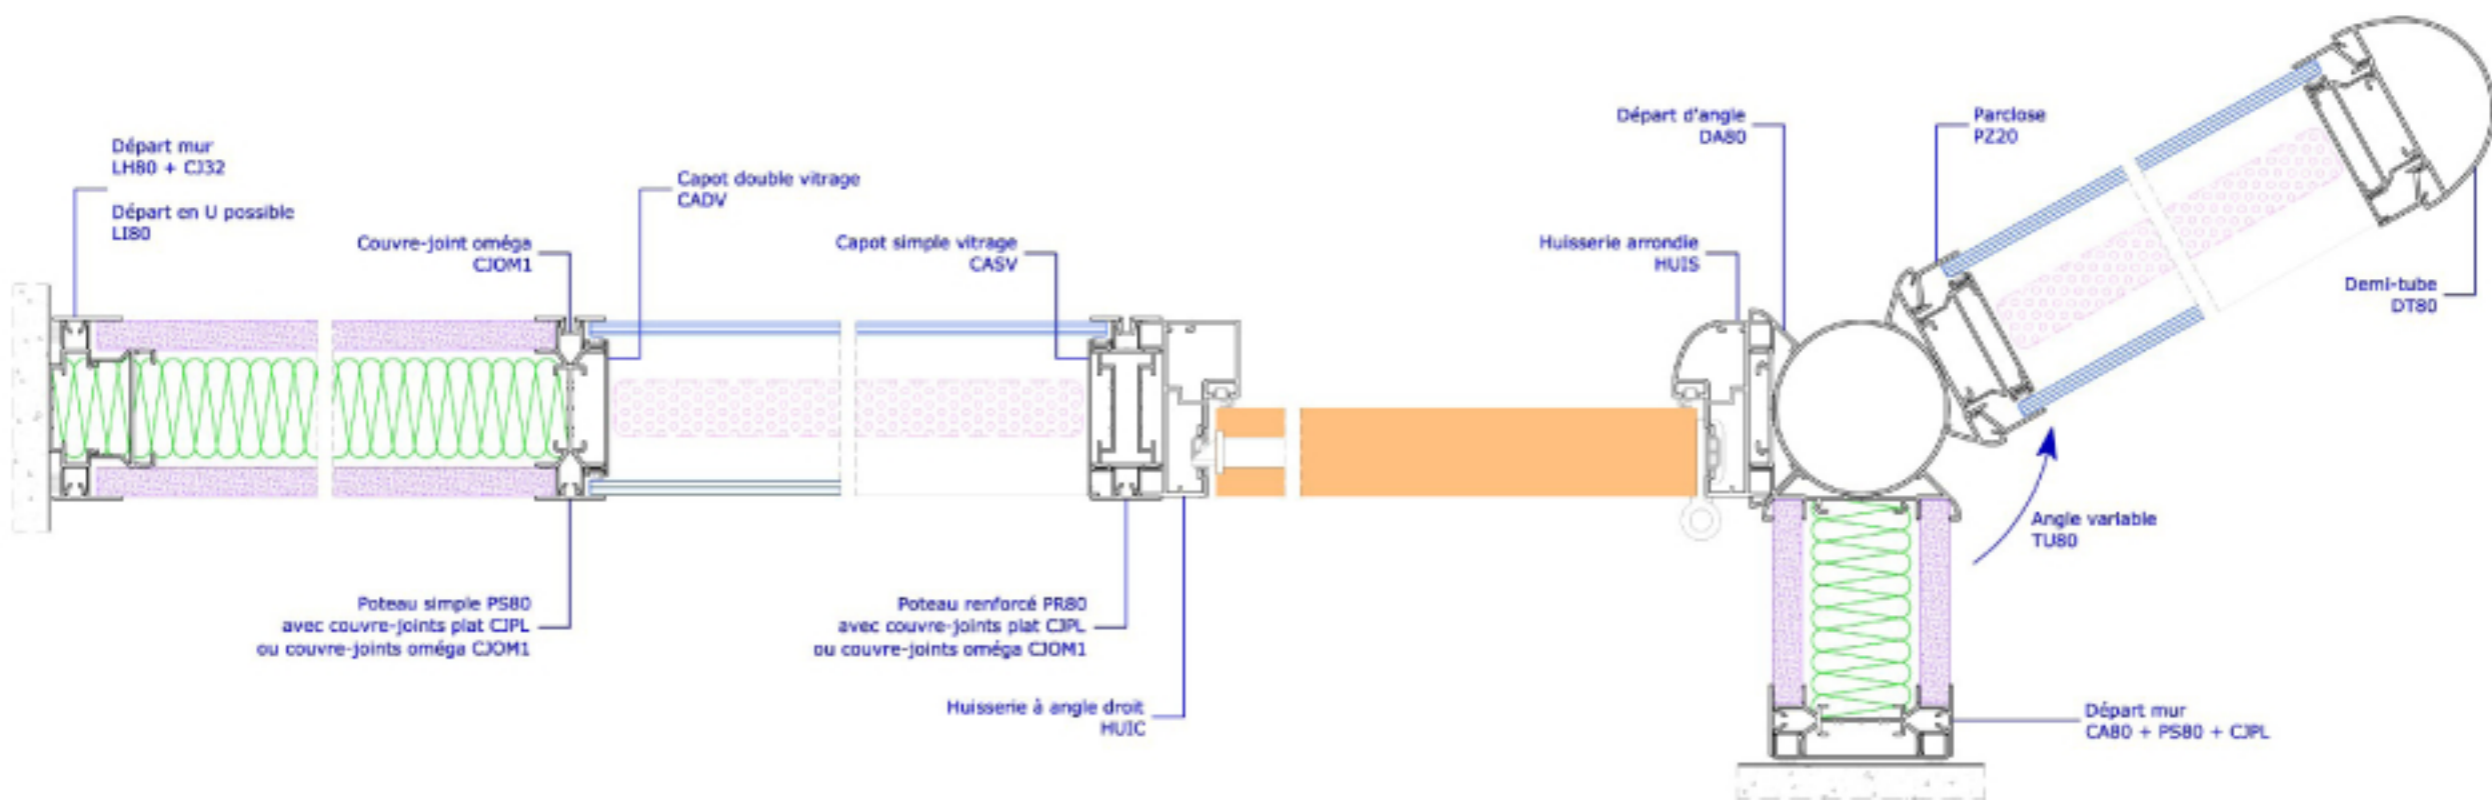 Départ mur
LH80 + CJ32
Départ en U possible
LI80
Couvre-joint oméga
CJOM1
Capot double vitrage
CADV
Capot simple vitrage
CASV
Huisserie arrondie
HUIS
Départ d'angle
DA80
Parclose
PZ20
Demi-tube
DT80
Angle variable
TU80
Poteau simple PS80
avec couvre-joints plat CJPL
ou couvre-joints oméga CJOM1
Poteau renforcé PR80
avec couvre-joints plat CJPL
ou couvre-joints oméga CJOM1
Huisserie à angle droit
HUIC
Départ mur
CA80 + PS80 + CJPL